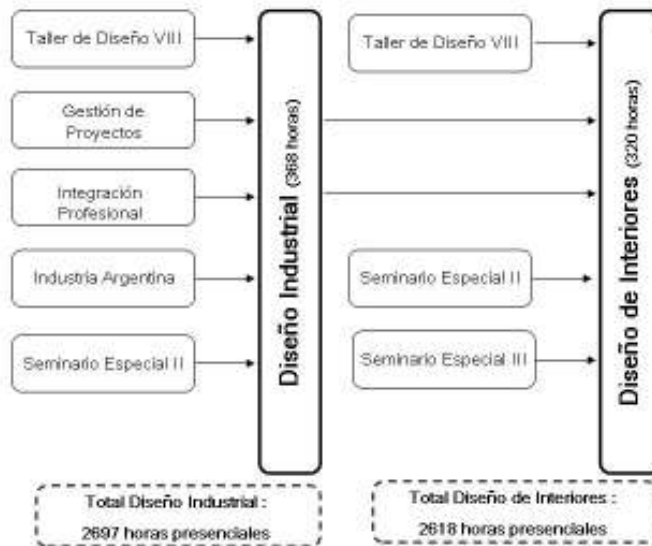 Taller de Diseño VIII
Gestión de
Proyectos
Integración
Profesional
Industria Argentina
Seminario Especial II
Diseño Industrial (368 horas)
Taller de Diseño VIII
Seminario Especial II
Seminario Especial III
Diseño de Interiores (320 horas)
Total Diseño Industrial :
2697 horas presenciales
Total Diseño de Interiores :
2618 horas presenciales